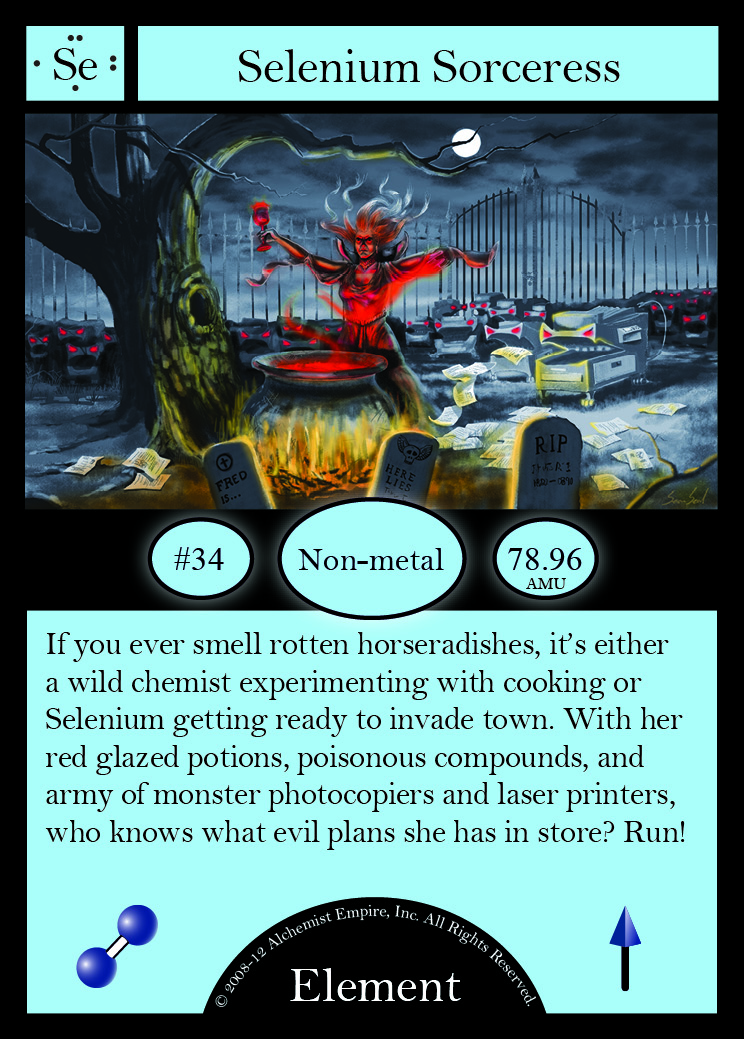 Se
Selenium Sorceress
FRED
IS...
HERE
LIES
RIP
#34
Non-metal
78.96
AMU
If you ever smell rotten horseradishes, it's either
a wild chemist experimenting with cooking or
Selenium getting ready to invade town. With her
red glazed potions, poisonous compounds, and
army of monster photocopiers and laser printers,
who knows what evil plans she has in store? Run!
© 2008-12 Alchemist Empire, Inc. All Rights Reserved.
Element